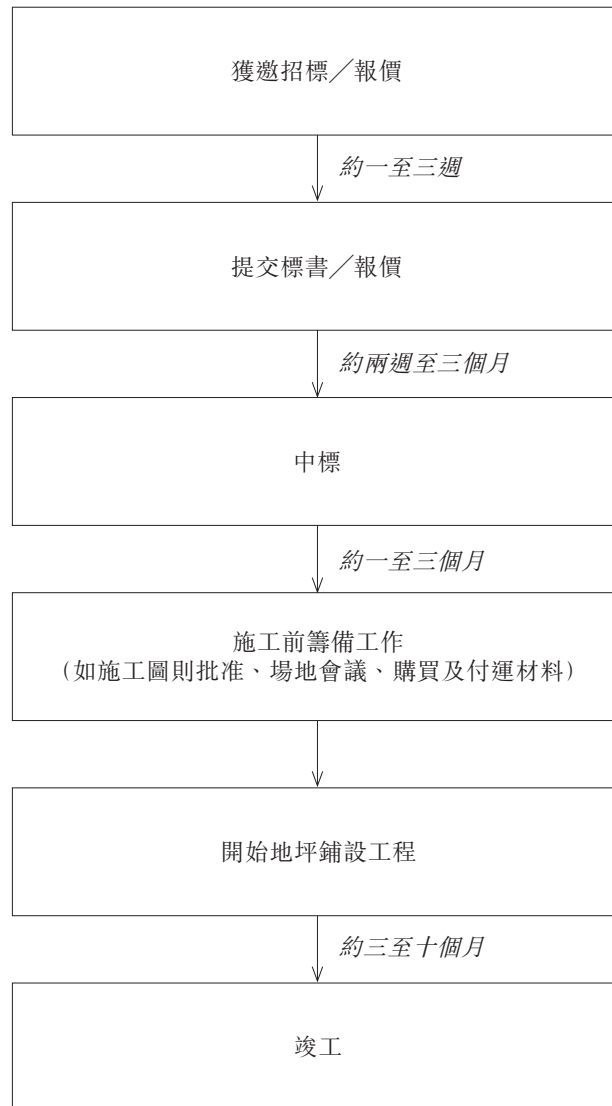 獲邀招標／報價
約一至三週
提交標書／報價
約兩週至三個月
中標
約一至三個月
施工前籌備工作
（如施工圖則批准、場地會議、購買及付運材料）
開始地坪鋪設工程
約三至十個月
竣工